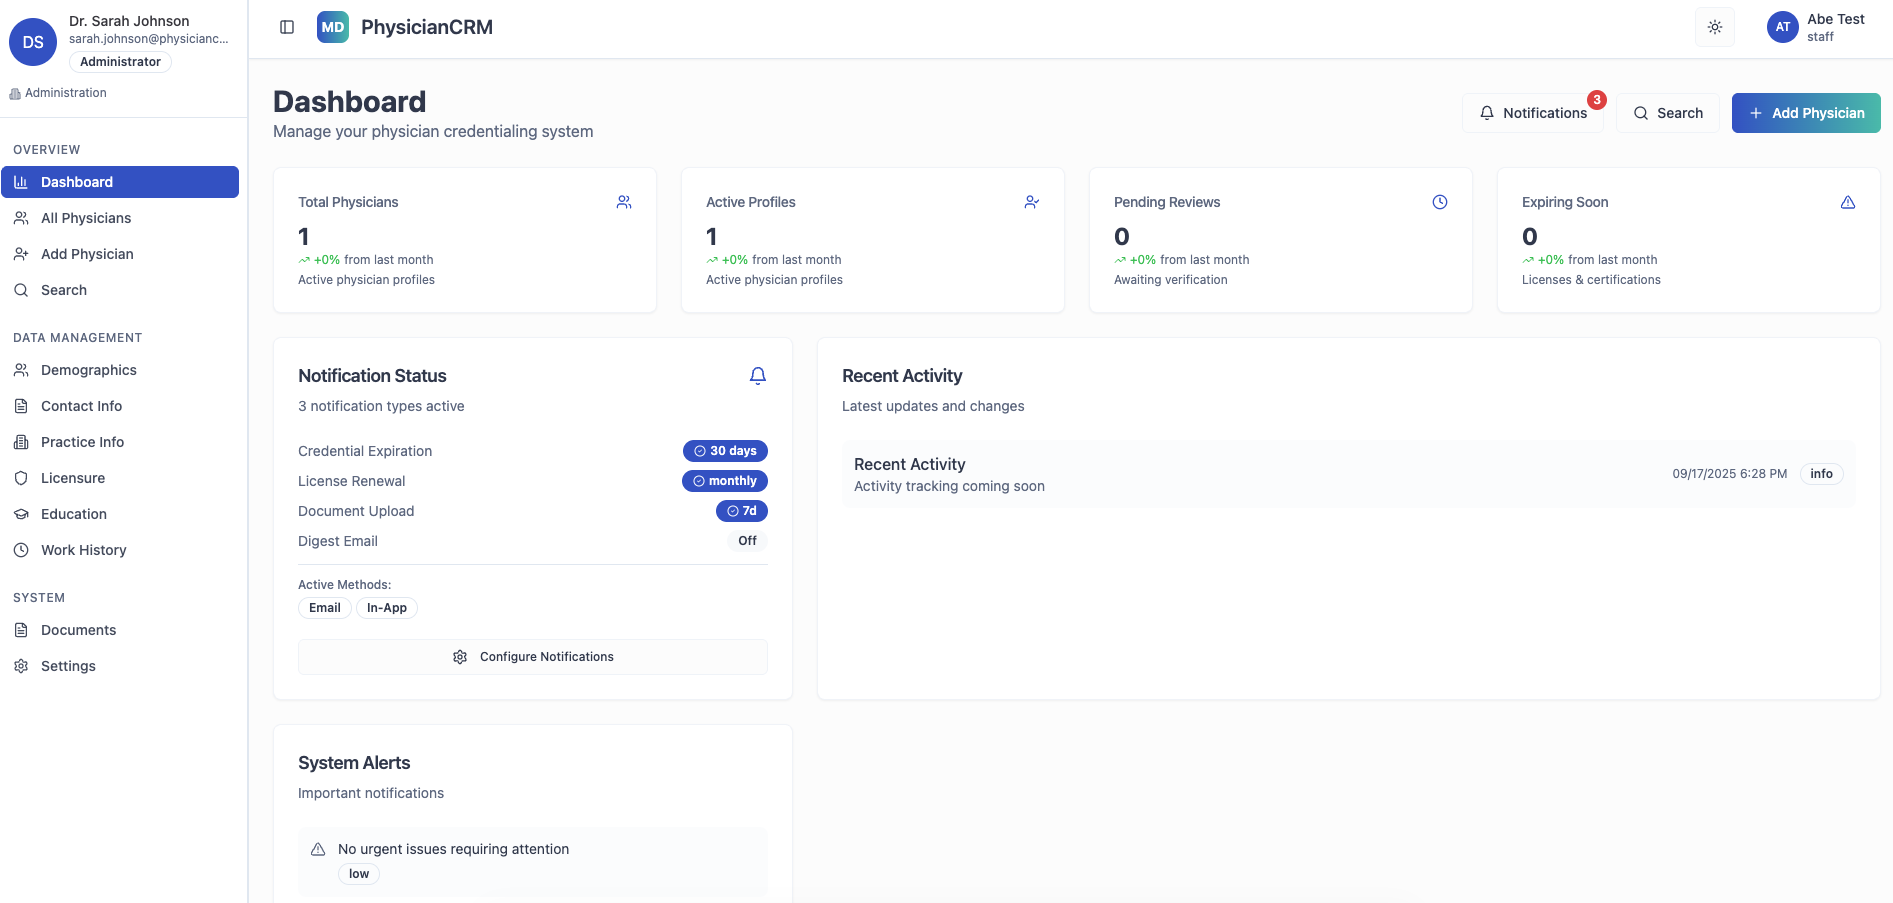 DS
Dr. Sarah Johnson
sarah.johnson@physicianc...
Administrator
Administration
OVERVIEW
Dashboard
All Physicians
Add Physician
Search
DATA MANAGEMENT
Demographics
Contact Info
Practice Info
Licensure
Education
Work History
SYSTEM
Documents
Settings
MD PhysicianCRM
AT
Abe Test
staff
Dashboard
Manage your physician credentialing system
Notifications 3
Search
Add Physician
Total Physicians
1
+0% from last month
Active physician profiles
Active Profiles
1
+0% from last month
Active physician profiles
Pending Reviews
0
+0% from last month
Awaiting verification
Expiring Soon
0
+0% from last month
Licenses & certifications
Notification Status
3 notification types active
Credential Expiration 30 days
License Renewal monthly
Document Upload 7d
Digest Email Off
Active Methods:
Email In-App
Configure Notifications
Recent Activity
Latest updates and changes
Recent Activity
Activity tracking coming soon
09/17/2025 6:28 PM info
System Alerts
Important notifications
No urgent issues requiring attention
low